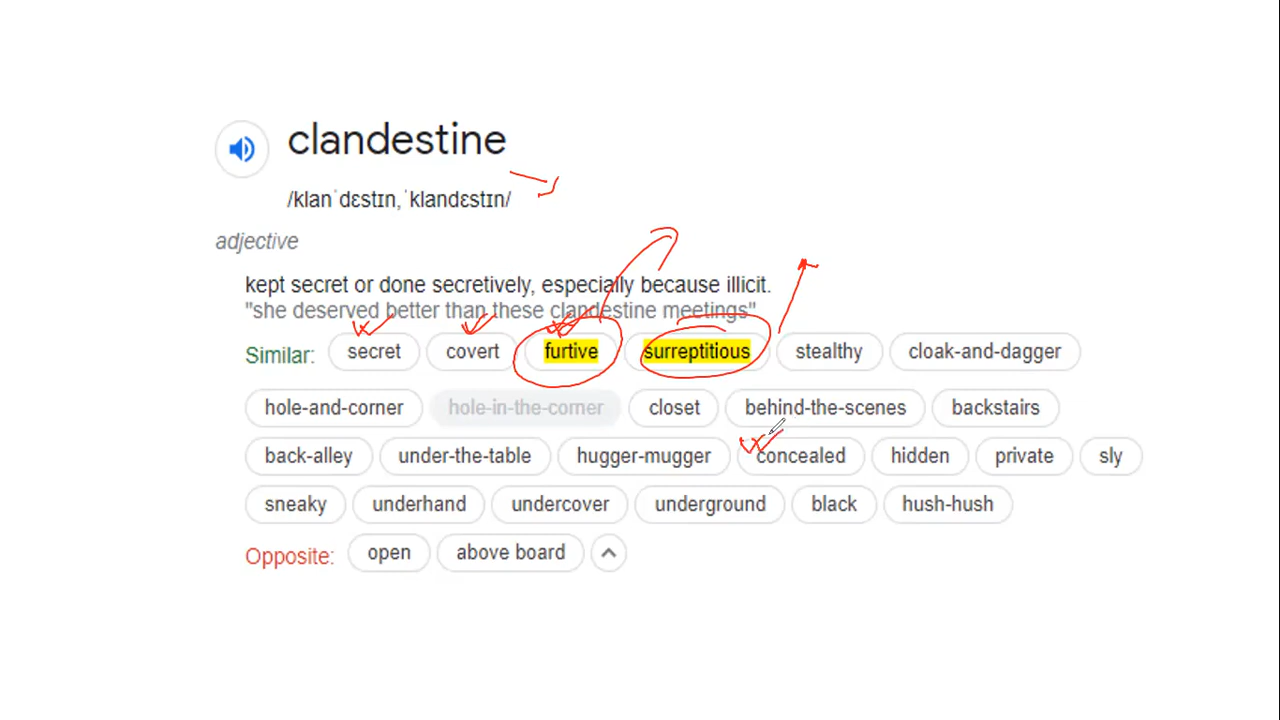 clandestine
/klanˈdɛstɪn,ˈklandɛstɪn/
adjective
kept secret or done secretively, especially because illicit.
"she deserved better than these clandestine meetings"
Similar: secret covert furtive surreptitious stealthy cloak-and-dagger
hole-and-corner hole-in-the-corner closet behind-the-scenes backstairs
back-alley under-the-table hugger-mugger concealed hidden private sly
sneaky underhand undercover underground black hush-hush
Opposite: open above board